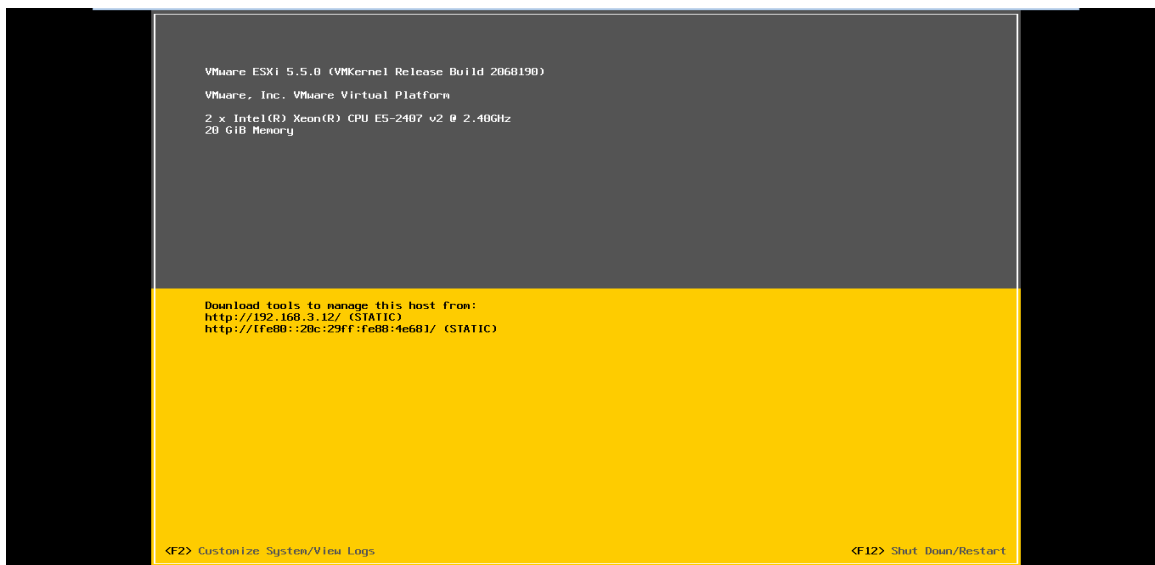 VMware ESXi 5.5.0 (VMKernel Release Build 2068190)
VMware, Inc. VMware Virtual Platform
2 x Intel(R) Xeon(R) CPU E5-2407 v2 @ 2.40GHz
20 GiB Memory
Download tools to manage this host from:
http://192.168.3.12/ (STATIC)
http://[fe80::20c:29ff:fe88:4e68]/ (STATIC)
<F2> Customize System/View Logs
<F12> Shut Down/Restart